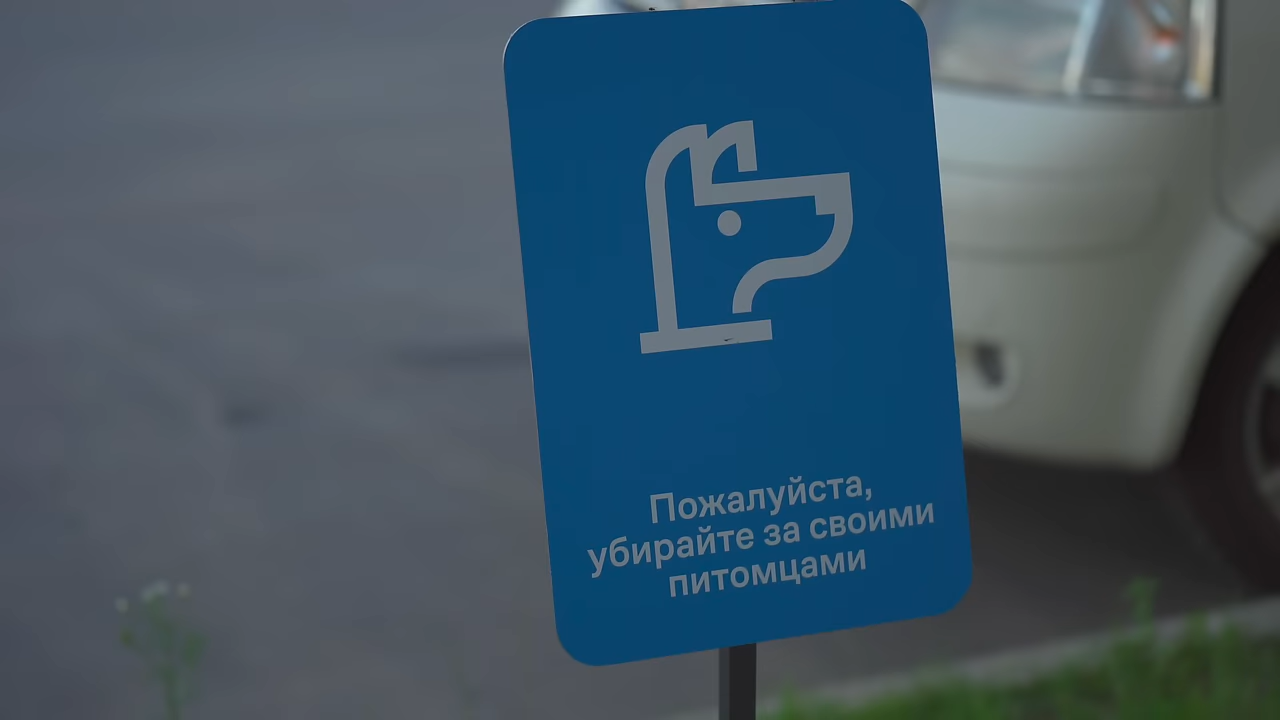 Пожалуйста,
убирайте за своими
питомцами